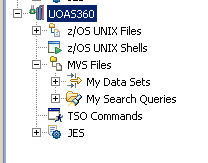 UOAS360
z/OS UNIX Files
z/OS UNIX Shells
MVS Files
My Data Sets
My Search Queries
TSO Commands
JES